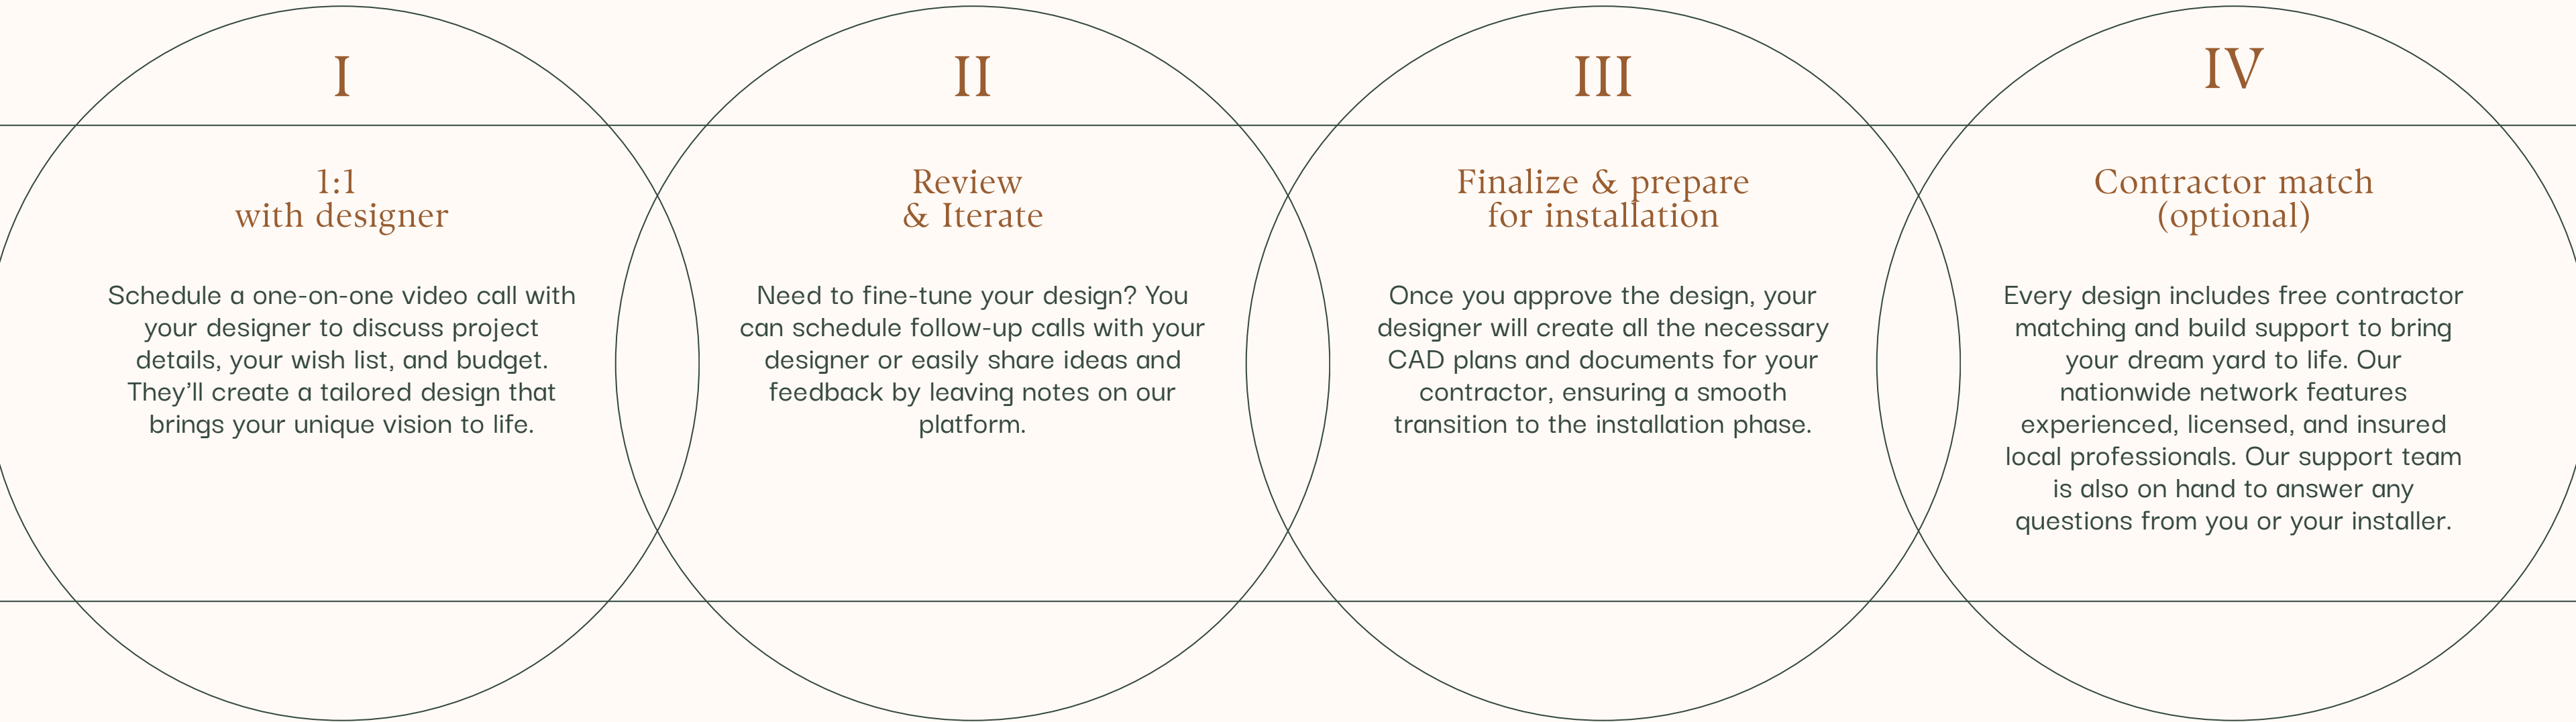 I
1:1
with designer
Schedule a one-on-one video call with
your designer to discuss project
details, your wish list, and budget.
They’ll create a tailored design that
brings your unique vision to life.
II
Review
& Iterate
Need to fine-tune your design? You
can schedule follow-up calls with your
designer or easily share ideas and
feedback by leaving notes on our
platform.
III
Finalize & prepare
for installation
Once you approve the design, your
designer will create all the necessary
CAD plans and documents for your
contractor, ensuring a smooth
transition to the installation phase.
IV
Contractor match
(optional)
Every design includes free contractor
matching and build support to bring
your dream yard to life. Our
nationwide network features
experienced, licensed, and insured
local professionals. Our support team
is also on hand to answer any
questions from you or your installer.